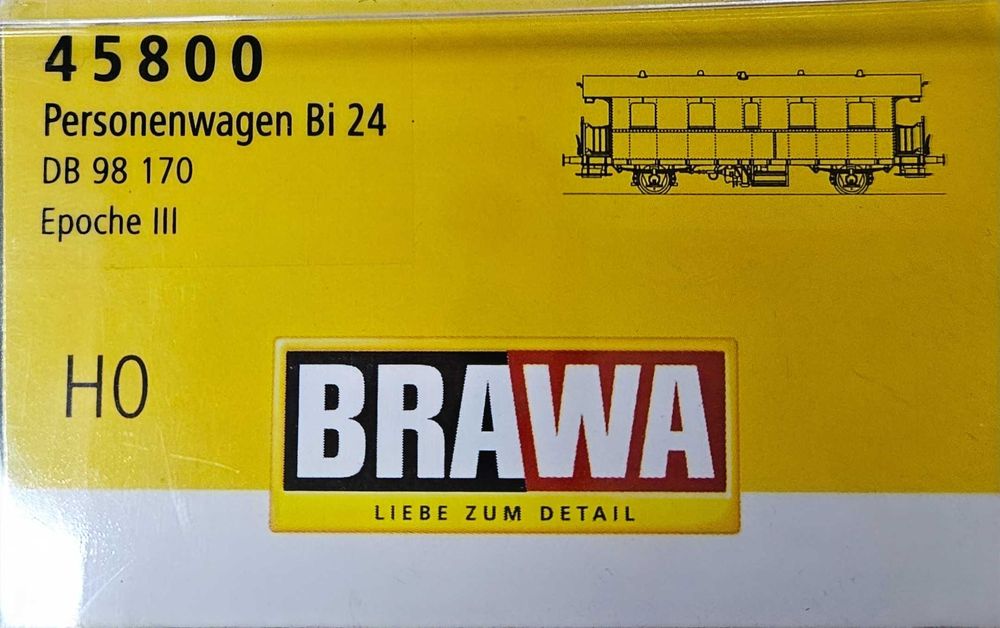 45800
Personenwagen Bi 24
DB 98 170
Epoche III
H0
BRAWA
LIEBE ZUM DETAIL